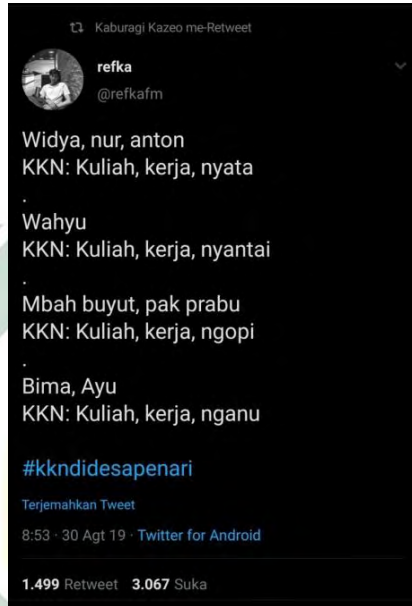 Kaburagi Kazeo me-Retweet
refka
@refkafm
Widya, nur, anton
KKN: Kuliah, kerja, nyata
.
Wahyu
KKN: Kuliah, kerja, nyantai
.
Mbah buyut, pak prabu
KKN: Kuliah, kerja, ngopi
.
Bima, Ayu
KKN: Kuliah, kerja, nganu
#kkndidesapenari
Terjemahkan Tweet
8:53 · 30 Agt 19 · Twitter for Android
1.499 Retweet 3.067 Suka